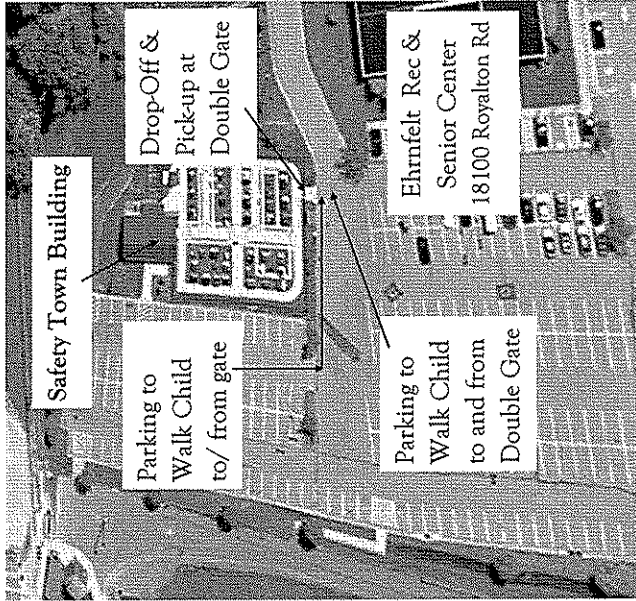 Safety Town Building
Drop-Off &
Pick-up at
Double Gate
Parking to
Walk Child
to/ from gate
Parking to
Walk Child
to and from
Double Gate
Ehrnfelt Rec &
Senior Center
18100 Royalton Rd